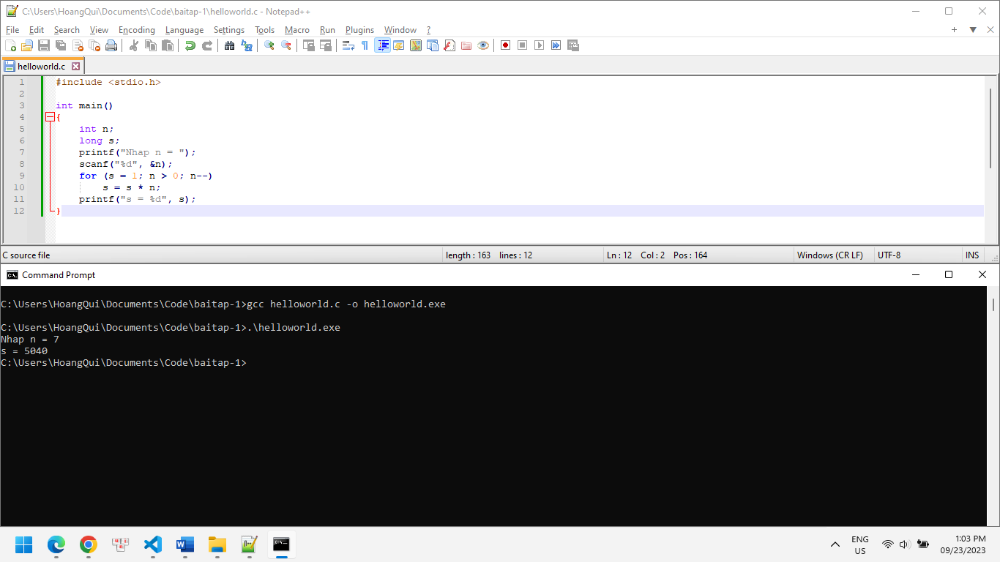 C:\Users\HoangQui\Documents\Code\baitap-1\helloworld.c - Notepad++
File Edit Search View Encoding Language Settings Tools Macro Run Plugins Window ?
helloworld.c
1 #include <stdio.h>
2
3 int main()
4 {
5 int n;
6 long s;
7 printf("Nhap n = ");
8 scanf("%d", &n);
9 for (s = 1; n > 0; n--)
10 s = s * n;
11 printf("s = %d", s);
12 }
C source file length : 163 lines : 12 Ln : 12 Col : 2 Pos : 164 Windows (CR LF) UTF-8 INS
Command Prompt
C:\Users\HoangQui\Documents\Code\baitap-1>gcc helloworld.c -o helloworld.exe
C:\Users\HoangQui\Documents\Code\baitap-1>.\helloworld.exe
Nhap n = 7
s = 5040
C:\Users\HoangQui\Documents\Code\baitap-1>
ENG
US
1:03 PM
09/23/2023